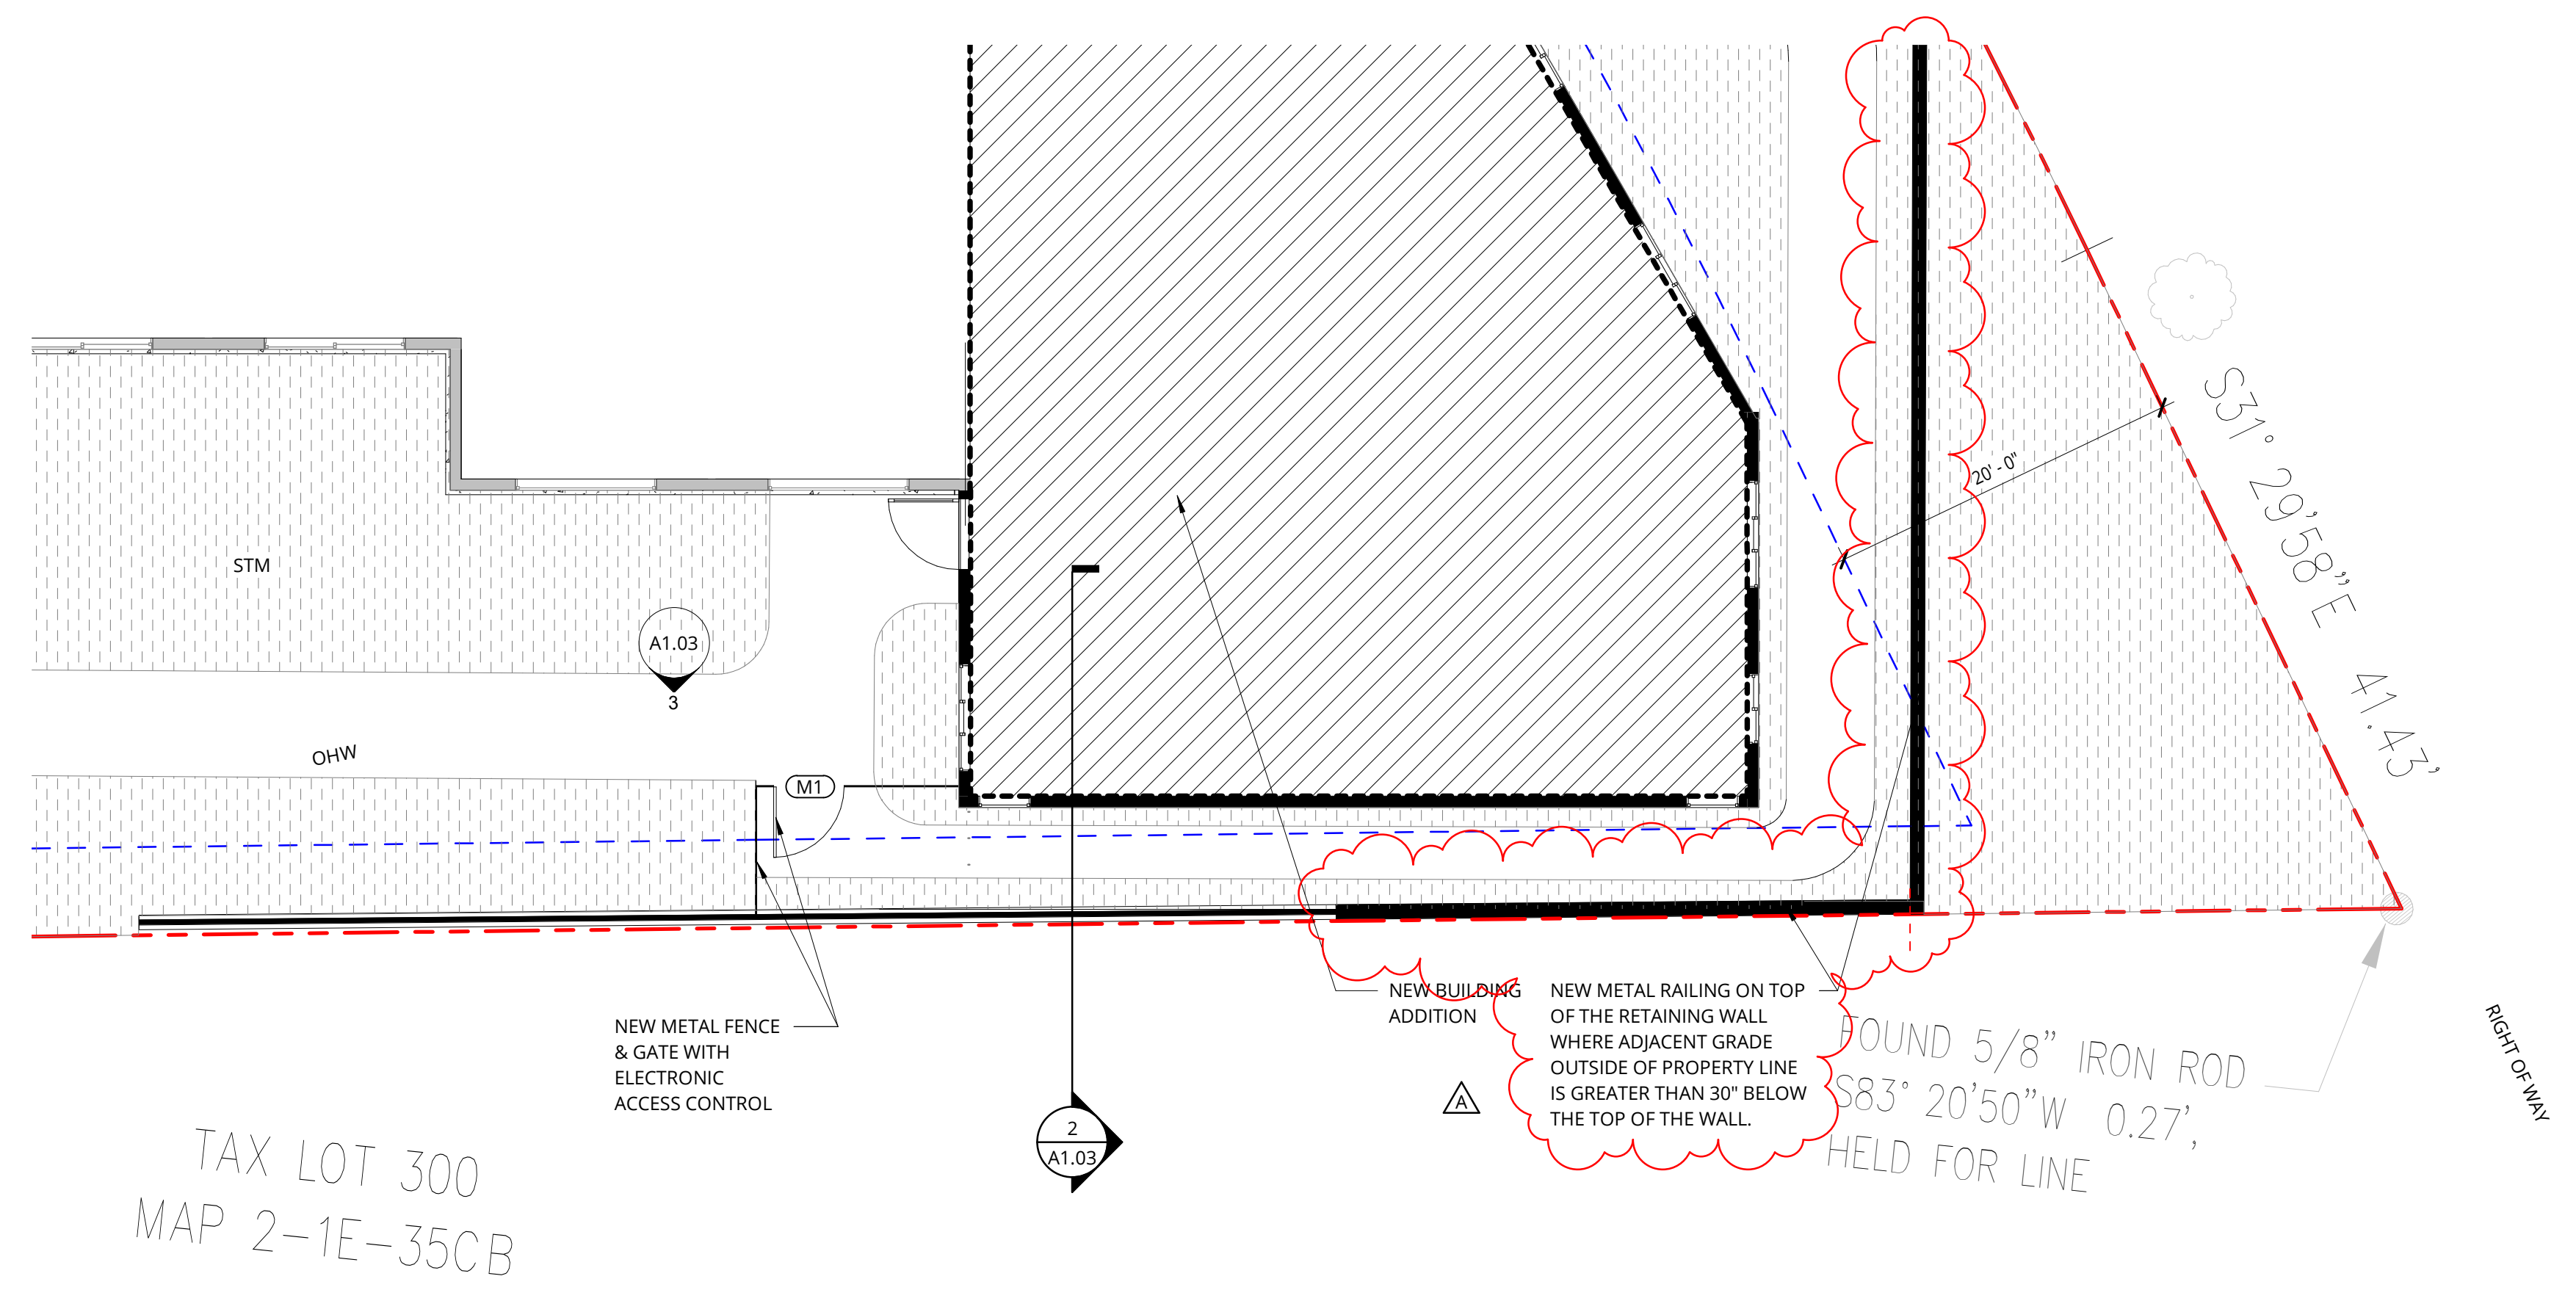 20' - 0"
S31° 29'58"E 41.43'
STM
A1.03
3
OHW
M1
NEW METAL FENCE
& GATE WITH
ELECTRONIC
ACCESS CONTROL
NEW BUILDING
ADDITION
NEW METAL RAILING ON TOP
OF THE RETAINING WALL
WHERE ADJACENT GRADE
OUTSIDE OF PROPERTY LINE
IS GREATER THAN 30" BELOW
THE TOP OF THE WALL.
A
2
A1.03
FOUND 5/8" IRON ROD
S83° 20'50"W 0.27',
HELD FOR LINE
RIGHT OF WAY
TAX LOT 300
MAP 2-1E-35CB